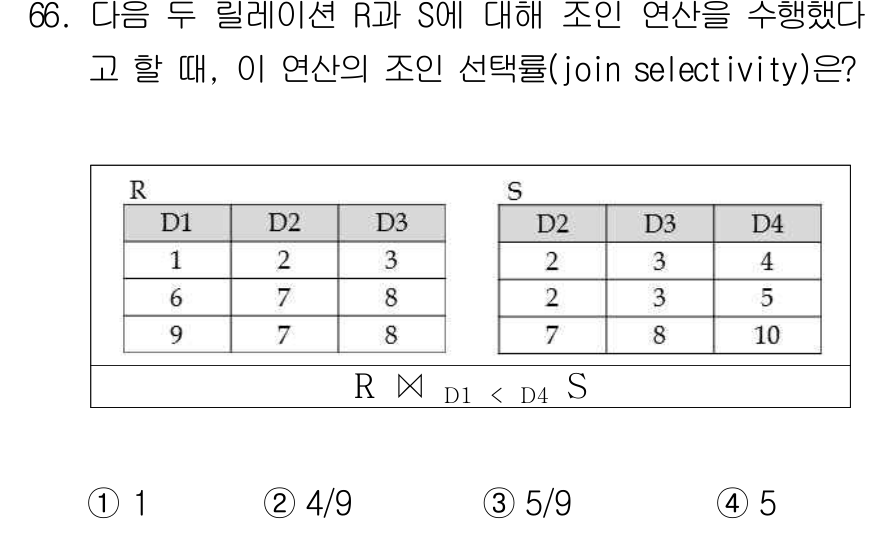 66. 다음 두 릴레이션 R과 S에 대해 조인 연산을 수행했다
고 할 때, 이 연산의 조인 선택률(join selectivity)은?
R S
D1 D2 D3 D2 D3 D4
1 2 3 2 3 4
6 7 8 2 3 5
9 7 8 7 8 10
R ⋈ D1 < D4 S
① 1 ② 4/9 ③ 5/9 ④ 5